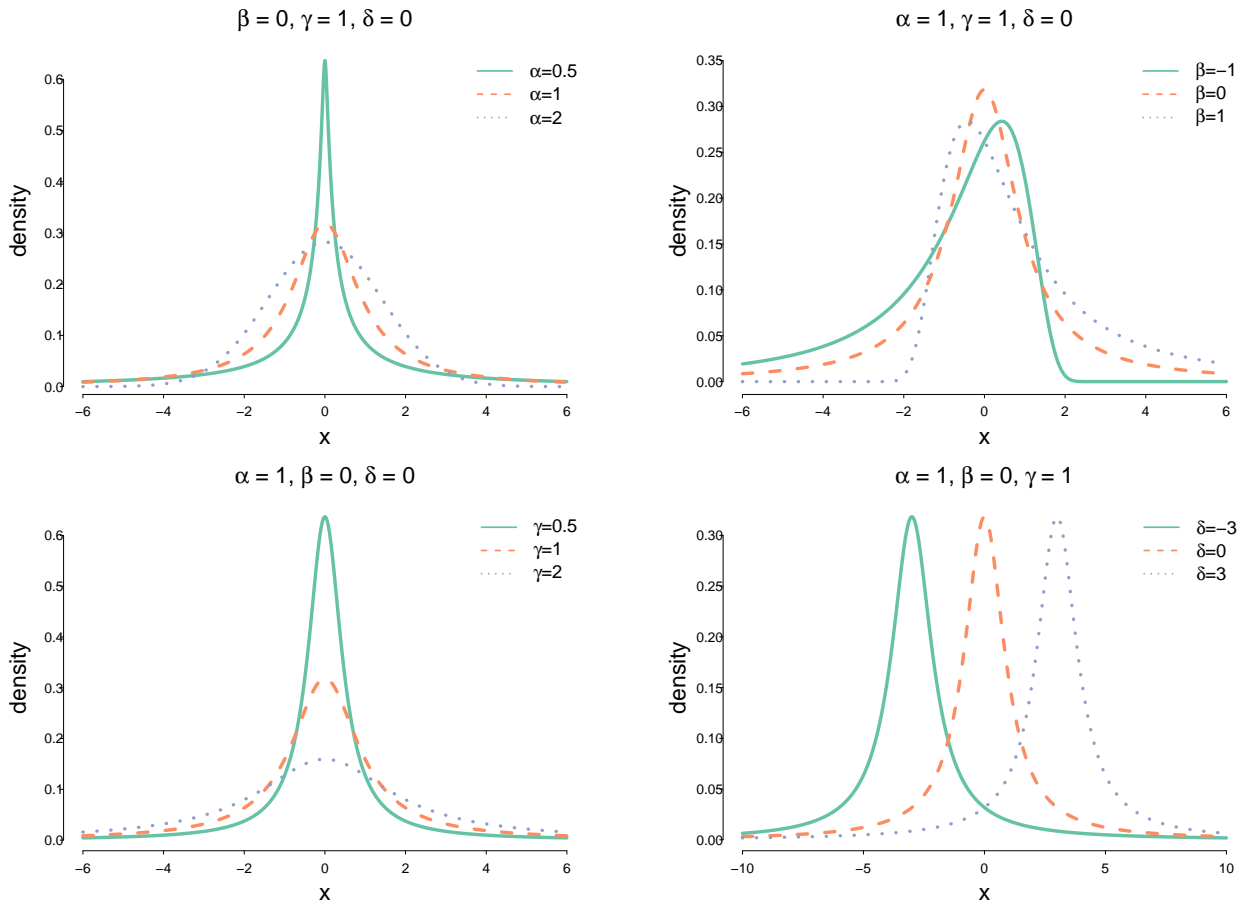 β = 0, γ = 1, δ = 0
density
0.6
0.5
0.4
0.3
0.2
0.1
0.0
α=0.5
α=1
α=2
−6 −4 −2 0 2 4 6
x
α = 1, γ = 1, δ = 0
density
0.35
0.30
0.25
0.20
0.15
0.10
0.05
0.00
β=−1
β=0
β=1
−6 −4 −2 0 2 4 6
x
α = 1, β = 0, δ = 0
density
0.6
0.5
0.4
0.3
0.2
0.1
0.0
γ=0.5
γ=1
γ=2
−6 −4 −2 0 2 4 6
x
α = 1, β = 0, γ = 1
density
0.30
0.25
0.20
0.15
0.10
0.05
0.00
δ=−3
δ=0
δ=3
−10 −5 0 5 10
x